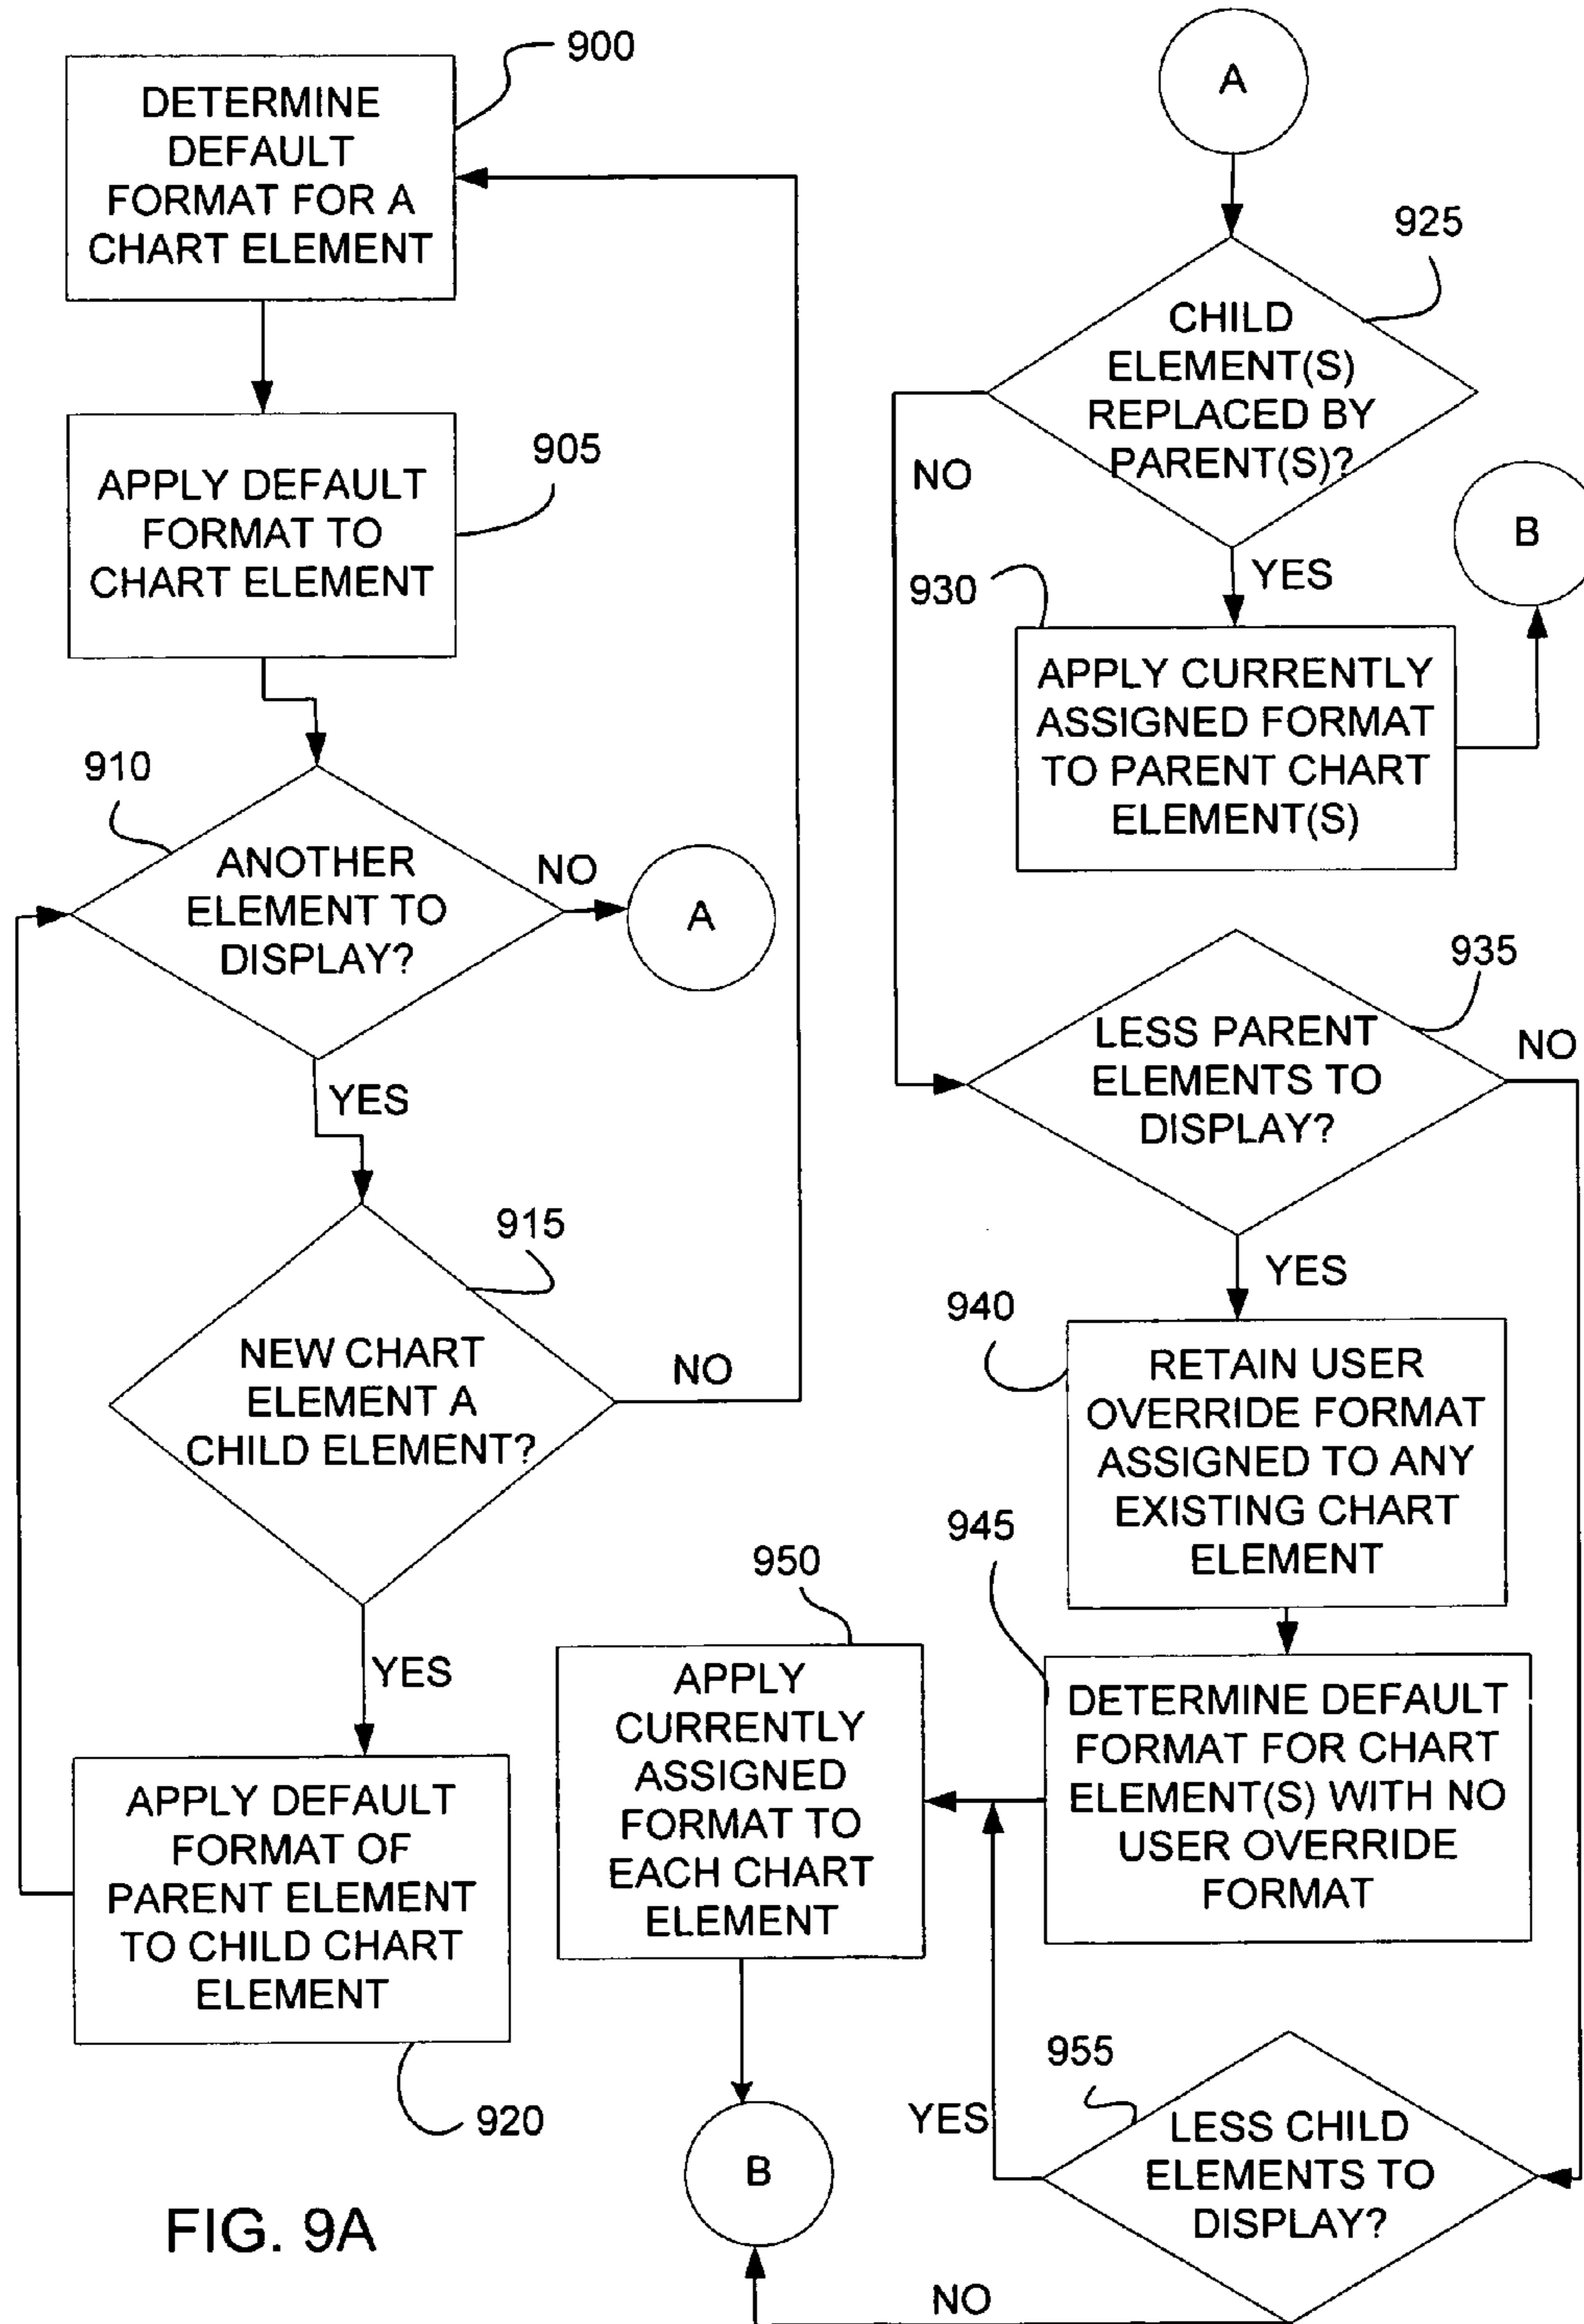 900
DETERMINE
DEFAULT
FORMAT FOR A
CHART ELEMENT
905
APPLY DEFAULT
FORMAT TO
CHART ELEMENT
910
ANOTHER
ELEMENT TO
DISPLAY?
NO
A
YES
915
NEW CHART
ELEMENT A
CHILD ELEMENT?
NO
YES
APPLY DEFAULT
FORMAT OF
PARENT ELEMENT
TO CHILD CHART
ELEMENT
920
A
925
CHILD
ELEMENT(S)
REPLACED BY
PARENT(S)?
NO
YES
B
930
APPLY CURRENTLY
ASSIGNED FORMAT
TO PARENT CHART
ELEMENT(S)
935
LESS PARENT
ELEMENTS TO
DISPLAY?
NO
YES
940
RETAIN USER
OVERRIDE FORMAT
ASSIGNED TO ANY
EXISTING CHART
ELEMENT
945
DETERMINE DEFAULT
FORMAT FOR CHART
ELEMENT(S) WITH NO
USER OVERRIDE
FORMAT
950
APPLY
CURRENTLY
ASSIGNED
FORMAT TO
EACH CHART
ELEMENT
955
LESS CHILD
ELEMENTS TO
DISPLAY?
YES
B
NO
FIG. 9A